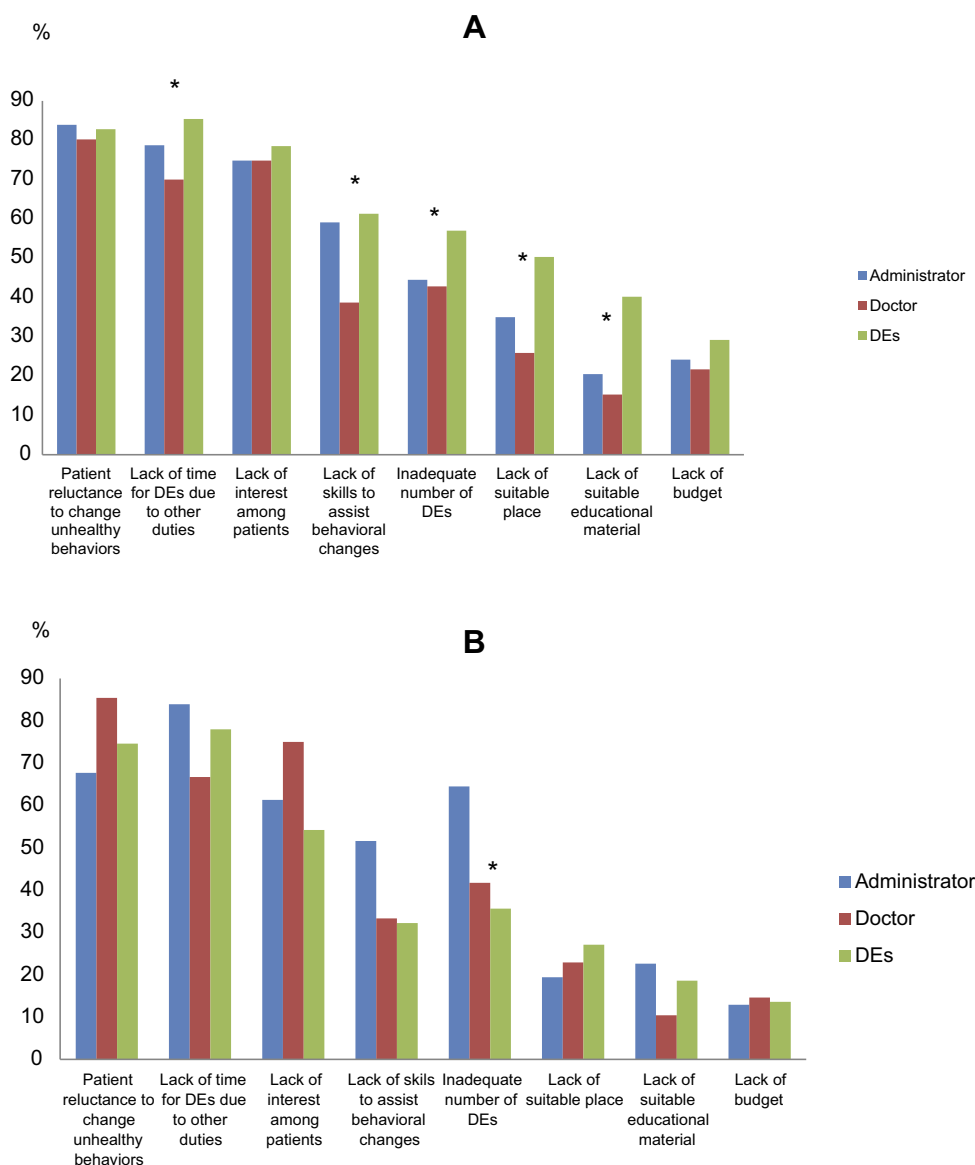 A
%
*
*
*
*
*
90
80
70
60
50
40
30
20
10
0
Administrator
Doctor
DEs
Patient
reluctance
to change
unhealthy
behaviors
Lack of time
for DEs due
to other
duties
Lack of
interest
among
patients
Lack of
skills to
assist
behavioral
changes
Inadequate
number of
DEs
Lack of
suitable
place
Lack of
suitable
educational
material
Lack of
budget
%
B
90
80
70
60
50
40
30
20
10
0
*
Administrator
Doctor
DEs
Patient
reluctance to
change
unhealthy
behaviors
Lack of time
for DEs due
to other
duties
Lack of
interest
among
patients
Lack of skils
to assist
behavioral
changes
Inadequate
number of
DEs
Lack of
suitable place
Lack of
suitable
educational
material
Lack of
budget